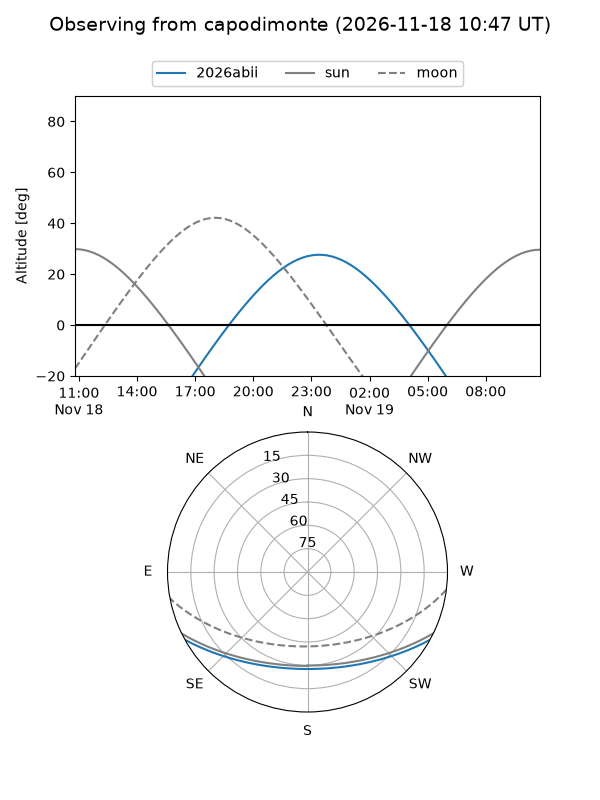 Observing from capodimonte (2026-11-18 10:47 UT)
2026abii sun moon
Altitude [deg]
80
60
40
20
0
−20
11:00 14:00 17:00 20:00 23:00 02:00 05:00 08:00
Nov 18 Nov 19
N
NE NW
15
30
45
60
75
E W
SE SW
S